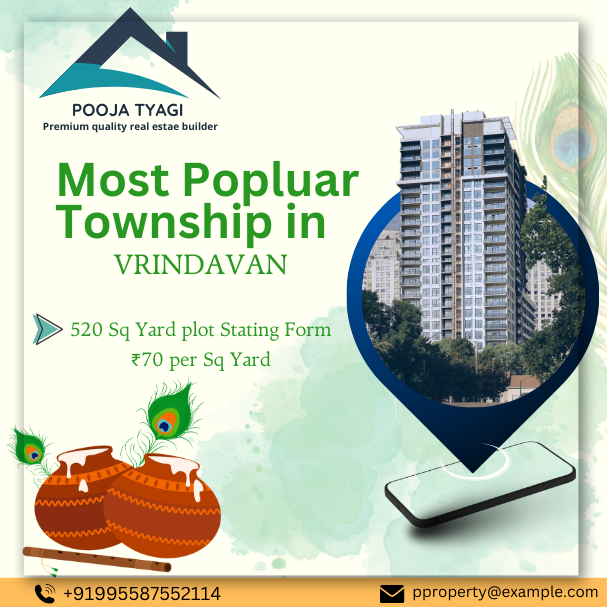 POOJA TYAGI
Premium quality real estae builder
Most Popluar
Township in
VRINDAVAN
520 Sq Yard plot Stating Form
₹70 per Sq Yard
+91995587552114
pproperty@example.com